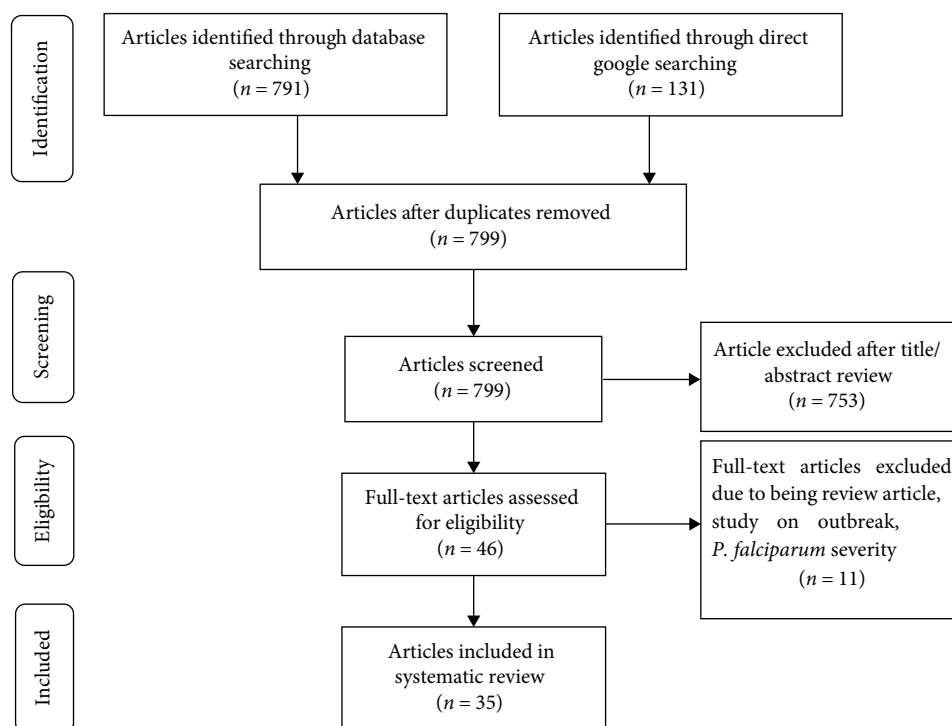 Identification
Articles identified through database
searching
(n = 791)
Articles identified through direct
google searching
(n = 131)
Articles after duplicates removed
(n = 799)
Screening
Articles screened
(n = 799)
Article excluded after title/
abstract review
(n = 753)
Eligibility
Full-text articles assessed
for eligibility
(n = 46)
Full-text articles excluded
due to being review article,
study on outbreak,
P. falciparum severity
(n = 11)
Included
Articles included in
systematic review
(n = 35)